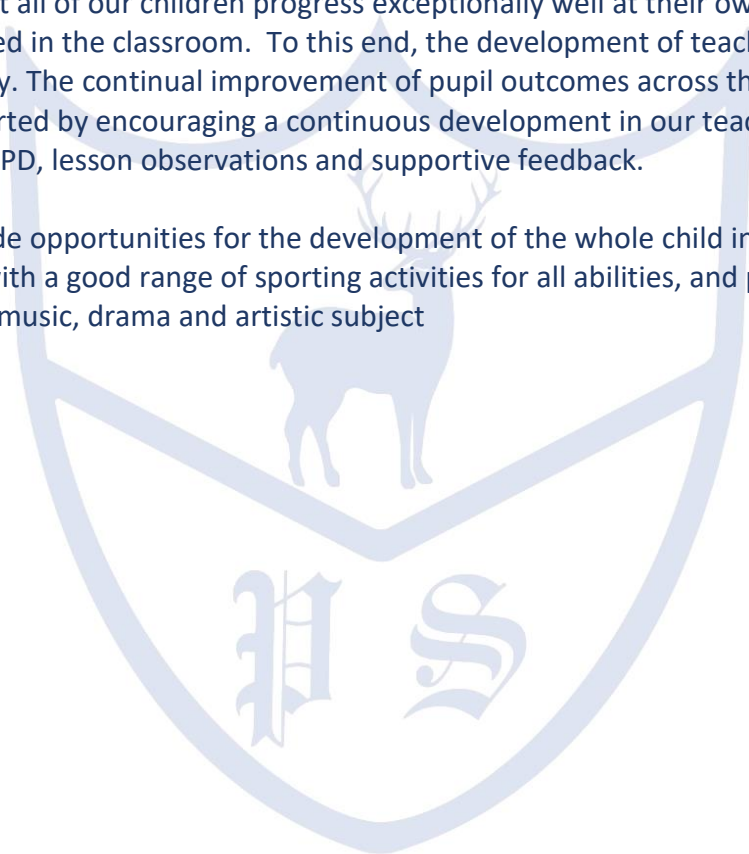 t all of our children progress exceptionally well at their ow
ed in the classroom.  To this end, the development of teac
y. The continual improvement of pupil outcomes across th
rted by encouraging a continuous development in our teac
PD, lesson observations and supportive feedback.
de opportunities for the development of the whole child in
with a good range of sporting activities for all abilities, and p
music, drama and artistic subject
P S